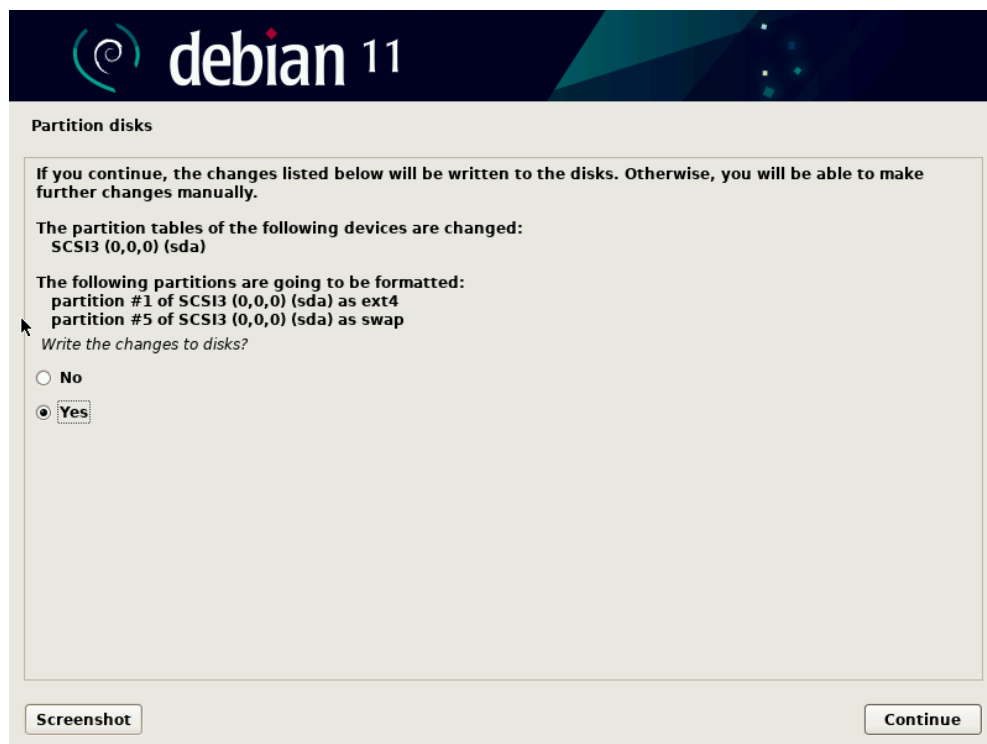 debian 11
Partition disks
If you continue, the changes listed below will be written to the disks. Otherwise, you will be able to make
further changes manually.
The partition tables of the following devices are changed:
SCSI3 (0,0,0) (sda)
The following partitions are going to be formatted:
partition #1 of SCSI3 (0,0,0) (sda) as ext4
partition #5 of SCSI3 (0,0,0) (sda) as swap
Write the changes to disks?
No
Yes
Screenshot
Continue